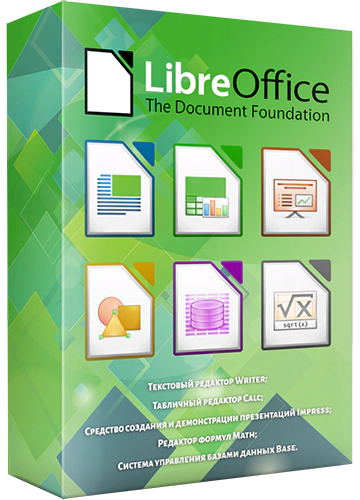 LibreOffice
The Document Foundation
√x
sqrt(x)
Текстовый редактор Writer;
Табличный редактор Calc;
Средство создания и демонстрации презентаций Impress;
Редактор формул Math;
Система управления базами данных Base.